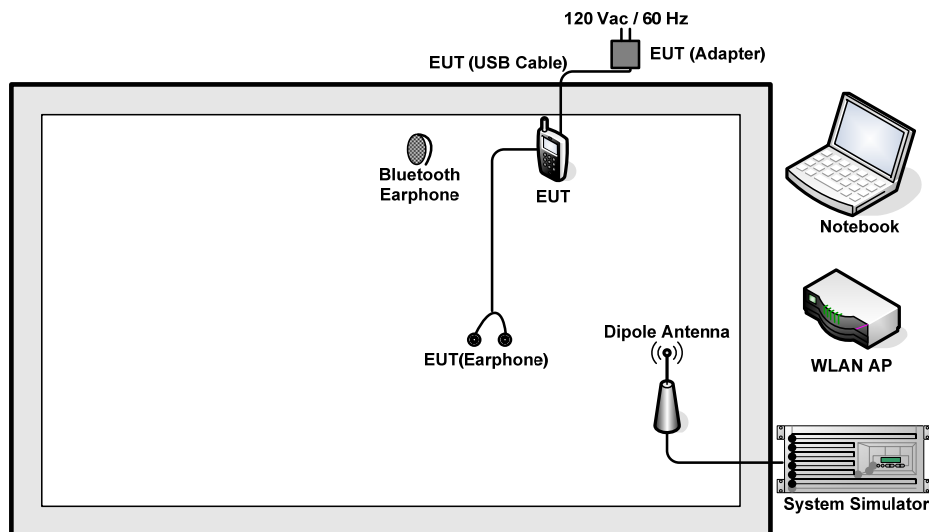 120 Vac / 60 Hz
EUT (Adapter)
EUT (USB Cable)
Bluetooth
Earphone
EUT
Notebook
EUT(Earphone)
Dipole Antenna
WLAN AP
System Simulator